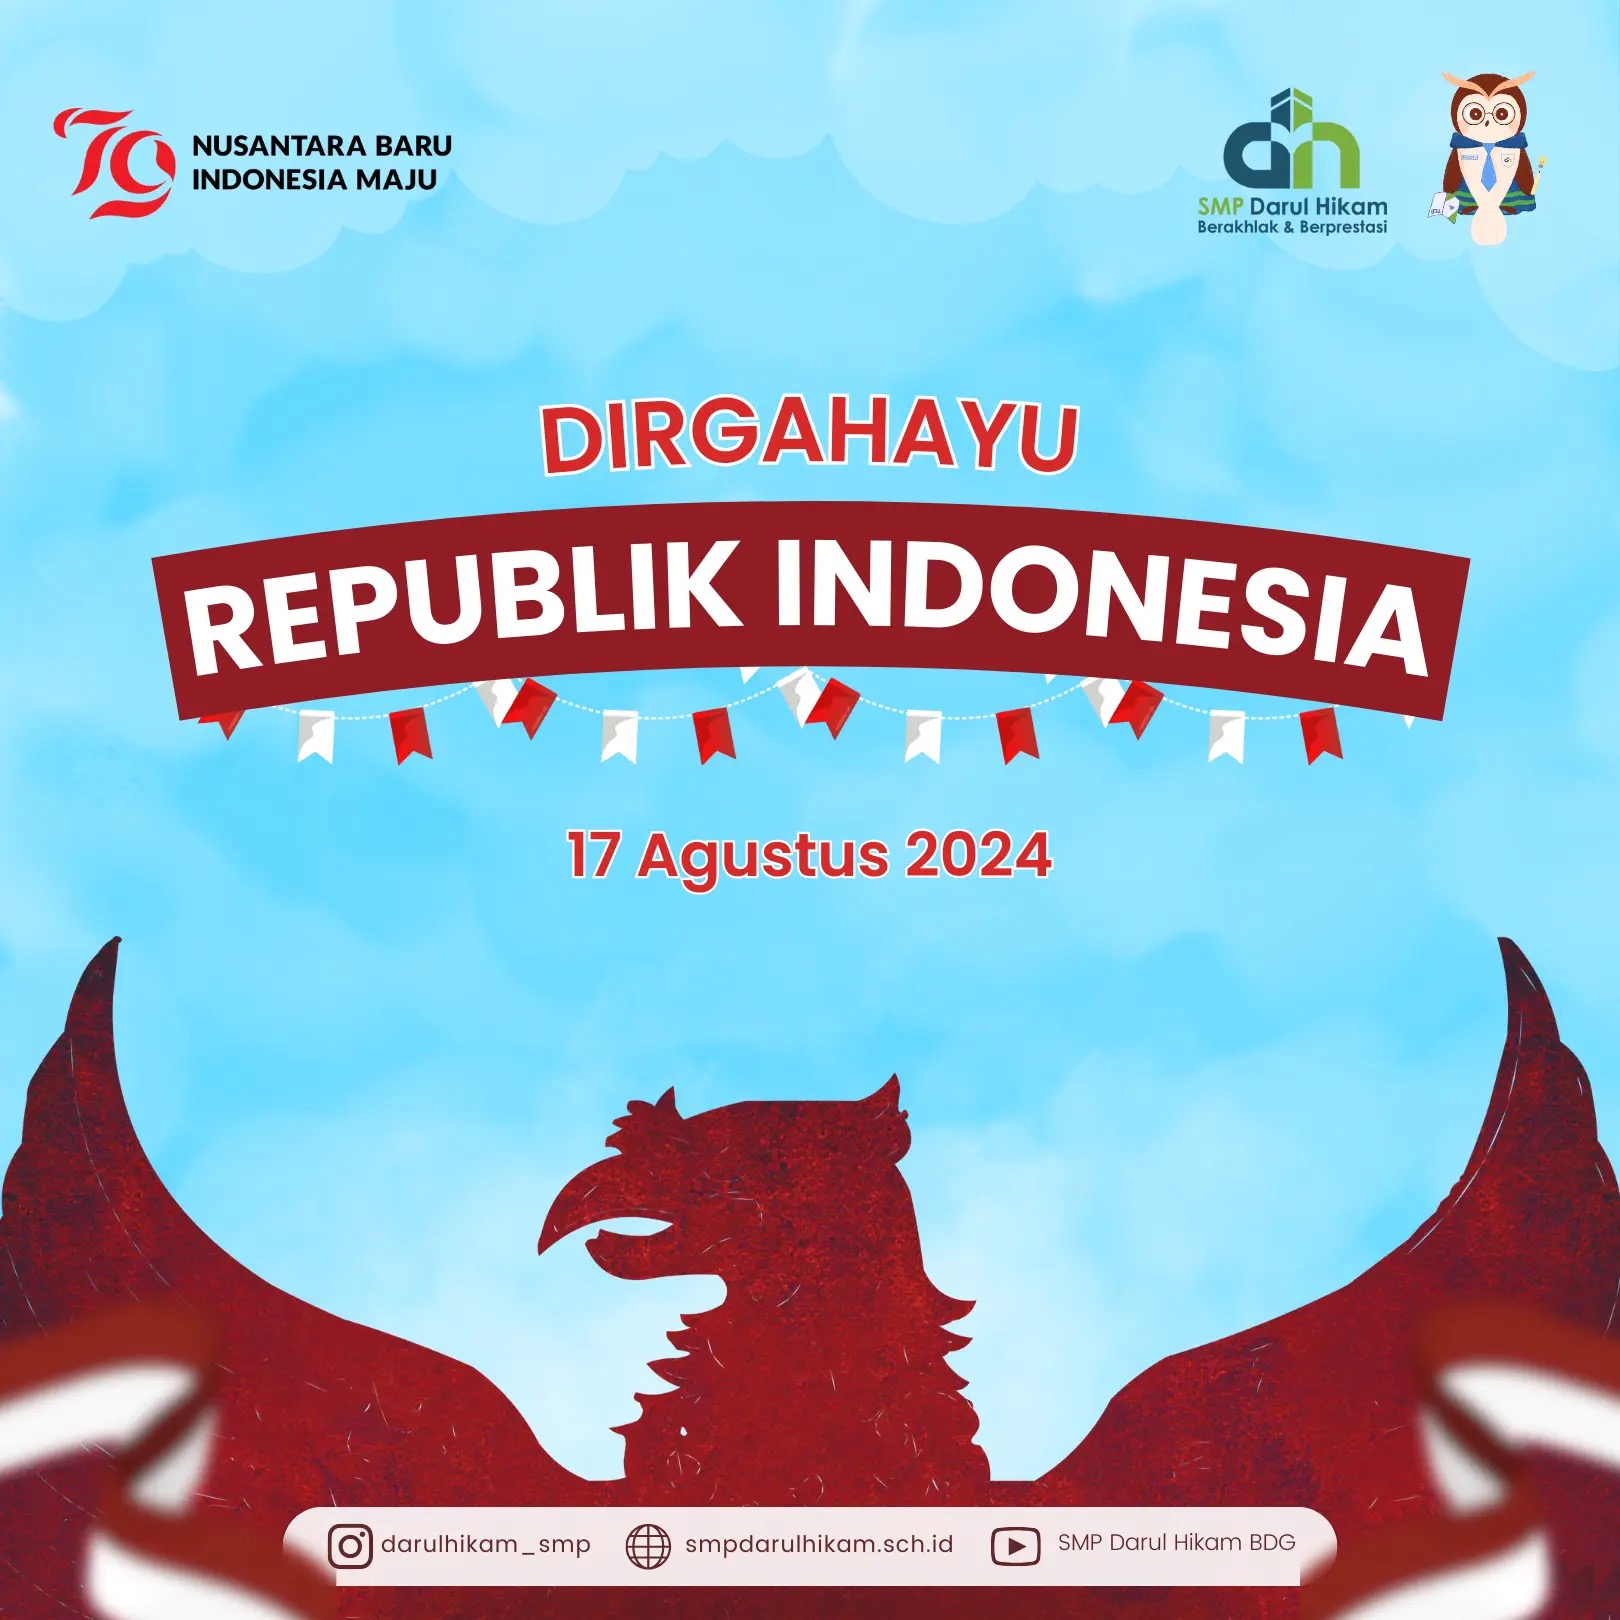 79
NUSANTARA BARU
INDONESIA MAJU
dh
SMP Darul Hikam
Berakhlak & Berprestasi
DIRGAHAYU
REPUBLIK INDONESIA
17 Agustus 2024
darulhikam_smp
smpdarulhikam.sch.id
SMP Darul Hikam BDG